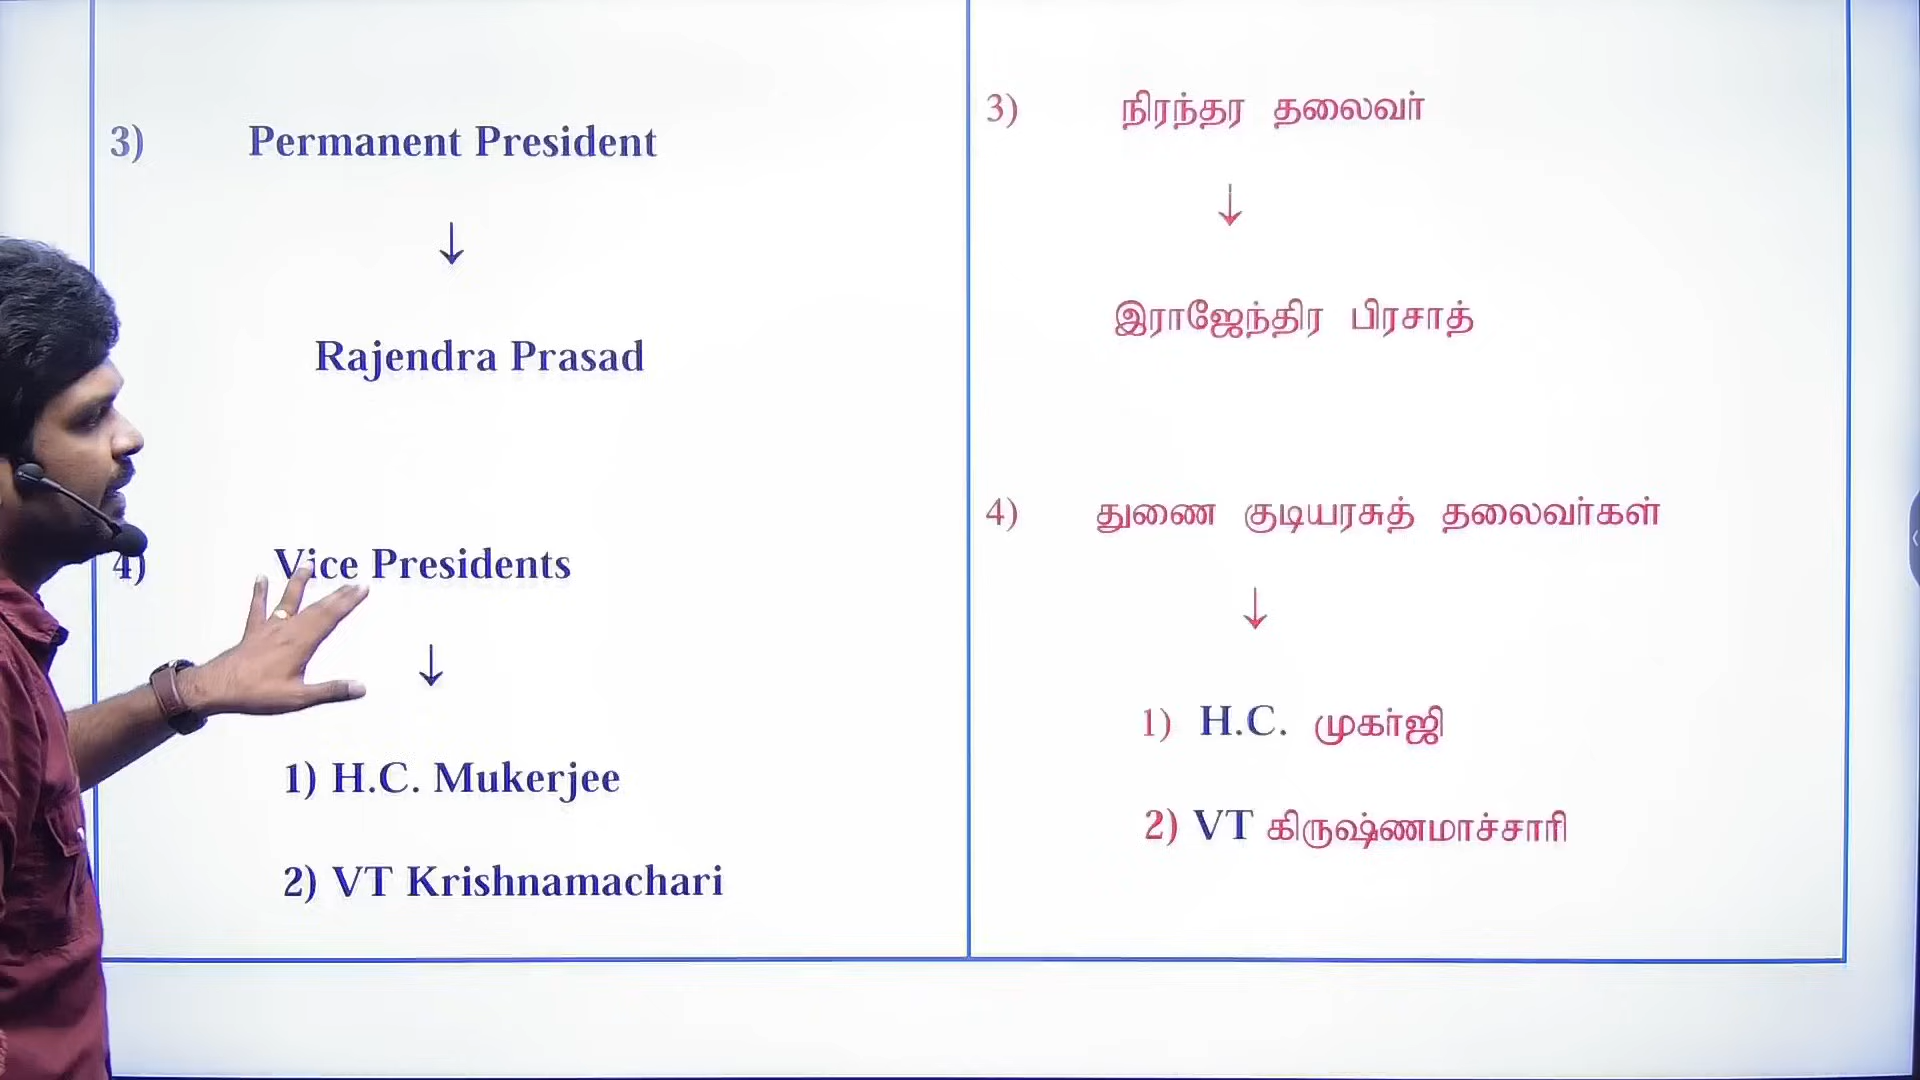 3) Permanent President
↓
Rajendra Prasad
4) Vice Presidents
↓
1) H.C. Mukerjee
2) VT Krishnamachari
3) நிரந்தர தலைவர்
↓
இராஜேந்திர பிரசாத்
4) துணை குடியரசுத் தலைவர்கள்
↓
1) H.C. முகர்ஜி
2) VT கிருஷ்ணமாச்சாரி